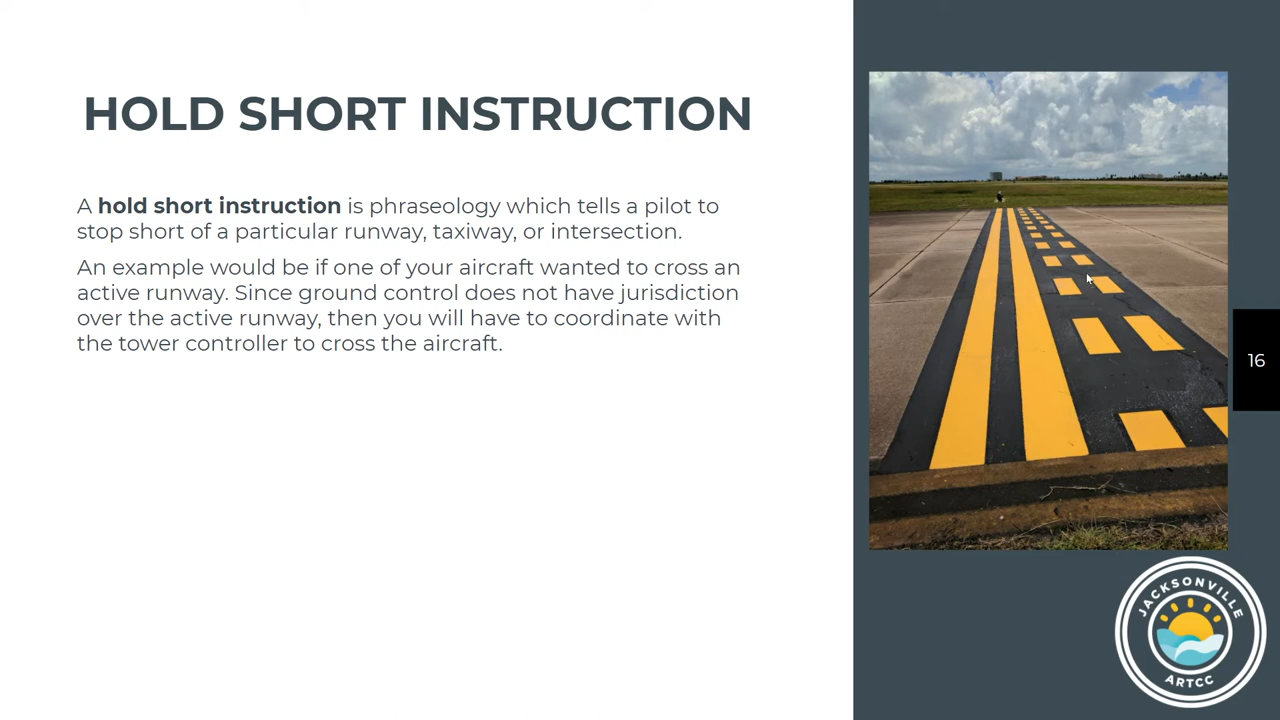 HOLD SHORT INSTRUCTION
A hold short instruction is phraseology which tells a pilot to
stop short of a particular runway, taxiway, or intersection.
An example would be if one of your aircraft wanted to cross an
active runway. Since ground control does not have jurisdiction
over the active runway, then you will have to coordinate with
the tower controller to cross the aircraft.
16
JACKSONVILLE
ARTCC